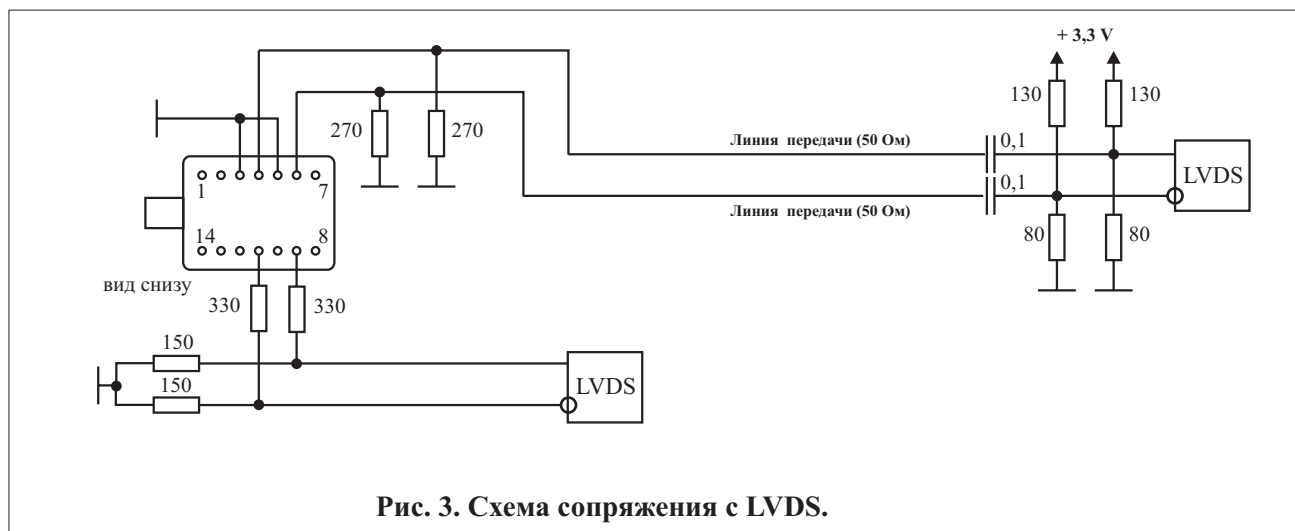 + 3,3 V
130
130
270
270
Линия передачи (50 Ом)
0,1
LVDS
1
7
0,1
Линия передачи (50 Ом)
14
8
80
80
вид снизу
330
330
150
LVDS
150
Рис. 3. Схема сопряжения с LVDS.